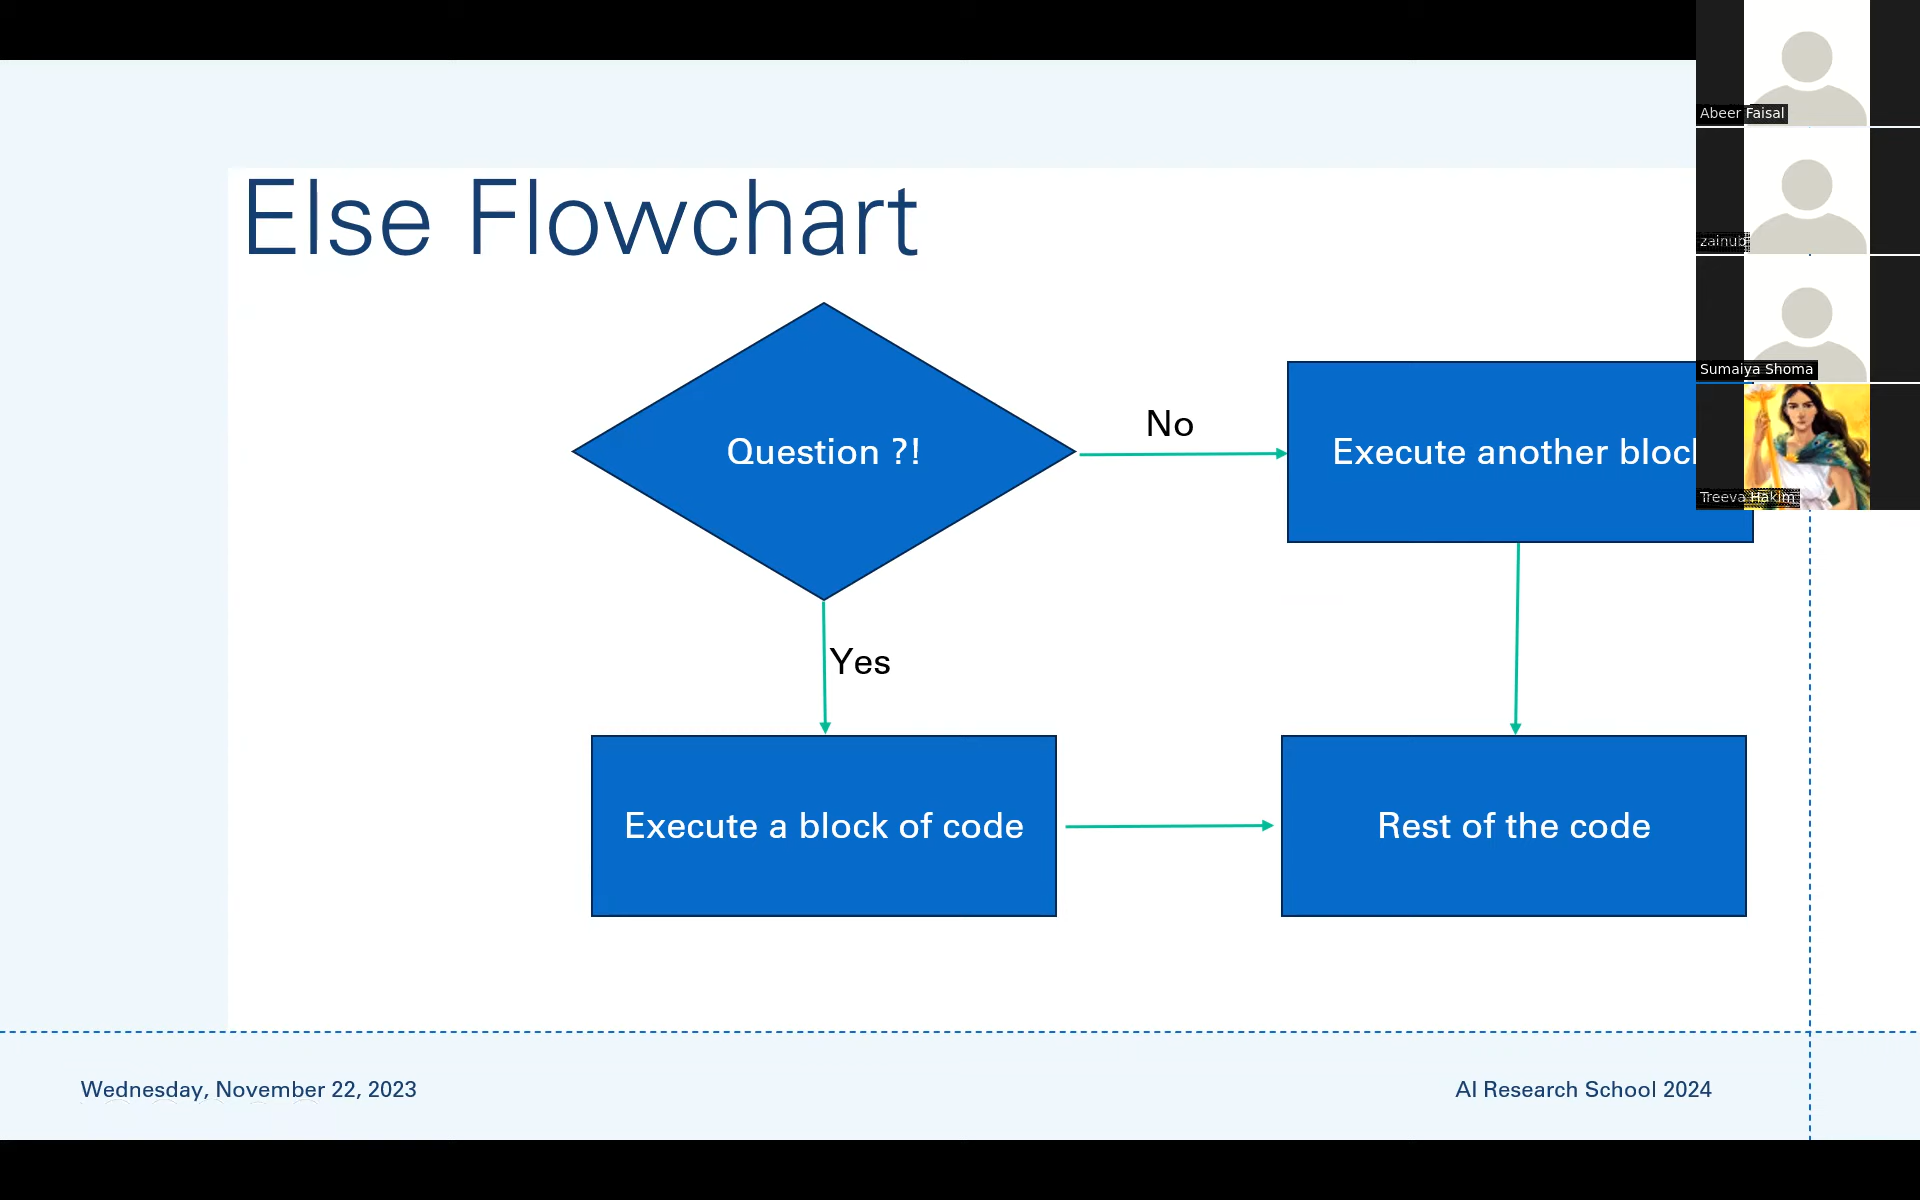 Else Flowchart
Question ?!
No
Execute another block
Yes
Execute a block of code
Rest of the code
Wednesday, November 22, 2023
AI Research School 2024
Abeer Faisal
zainub
Sumaiya Shoma
Treeva Hakim